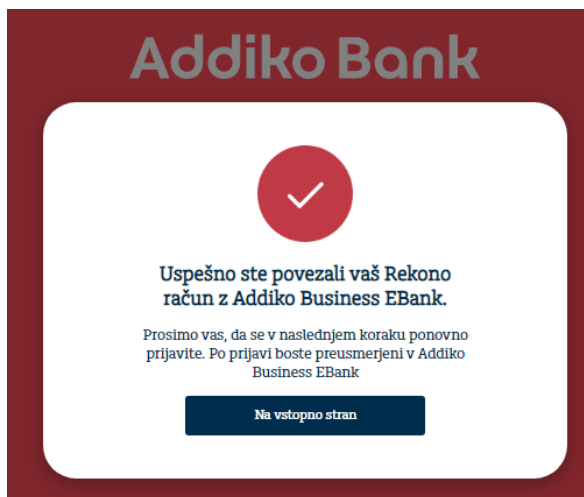 Addiko Bank
Uspešno ste povezali vaš Rekono
račun z Addiko Business EBank.
Prosimo vas, da se v naslednjem koraku ponovno
prijavite. Po prijavi boste preusmerjeni v Addiko
Business EBank
Na vstopno stran